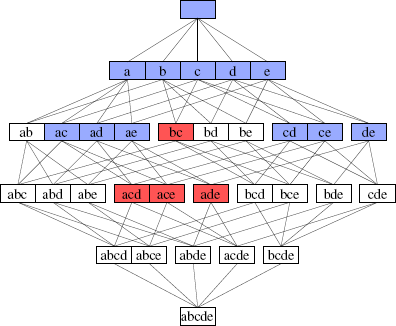 a b c d e
ab ac ad ae bc bd be cd ce de
abc abd abe acd ace ade bcd bce bde cde
abcd abce abde acde bcde
abcde